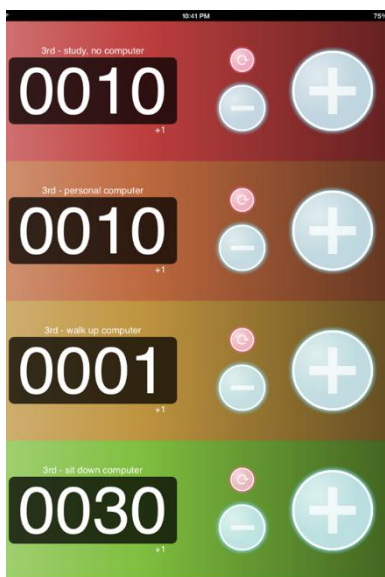 10:41 PM
75%
3rd - study, no computer
0010
+1
3rd - personal computer
0010
+1
3rd - walk up computer
0001
+1
3rd - sit down computer
0030
+1